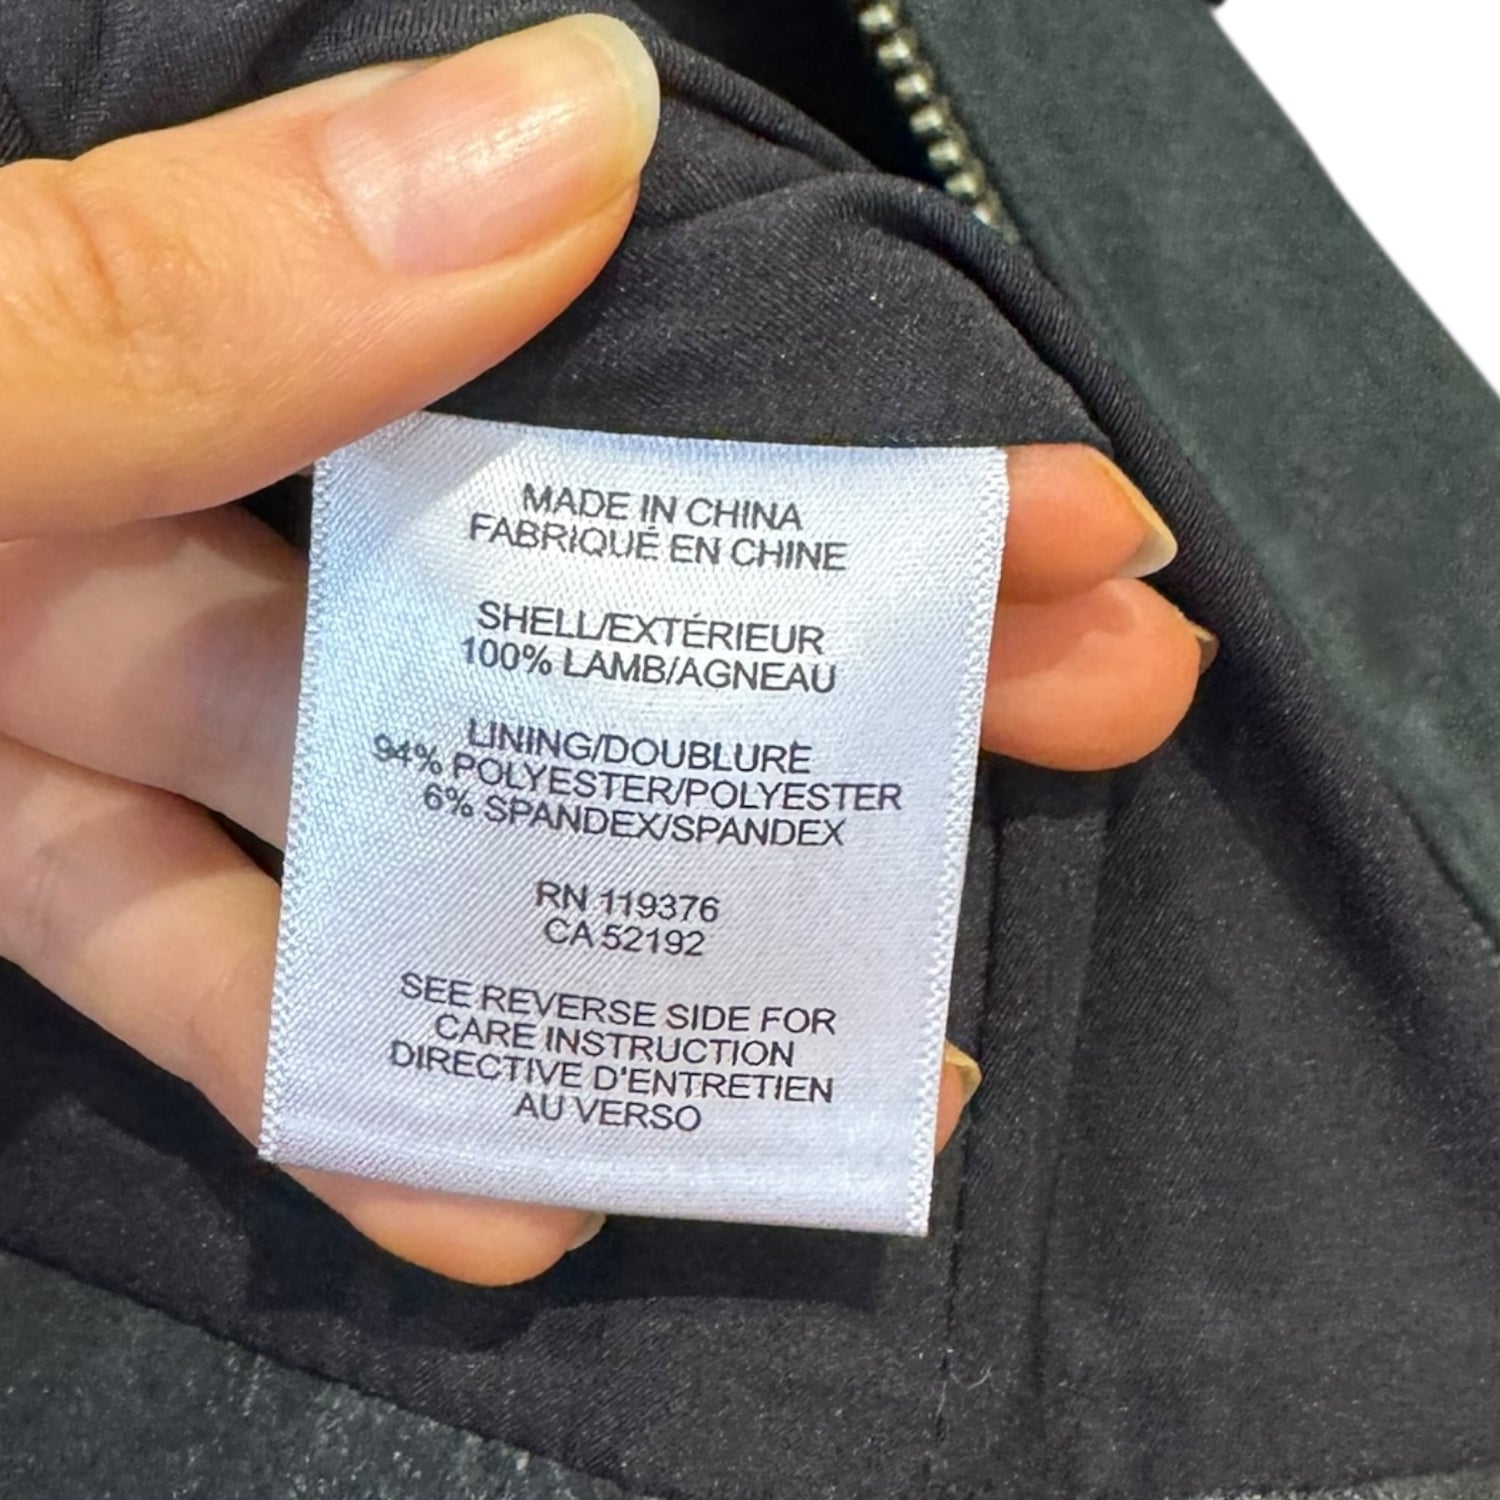 MADE IN CHINA
FABRIQUÉ EN CHINE
SHELL/EXTÉRIEUR
100% LAMB/AGNEAU
LINING/DOUBLURE
94% POLYESTER/POLYESTER
6% SPANDEX/SPANDEX
RN 119376
CA 52192
SEE REVERSE SIDE FOR
CARE INSTRUCTION
DIRECTIVE D'ENTRETIEN
AU VERSO